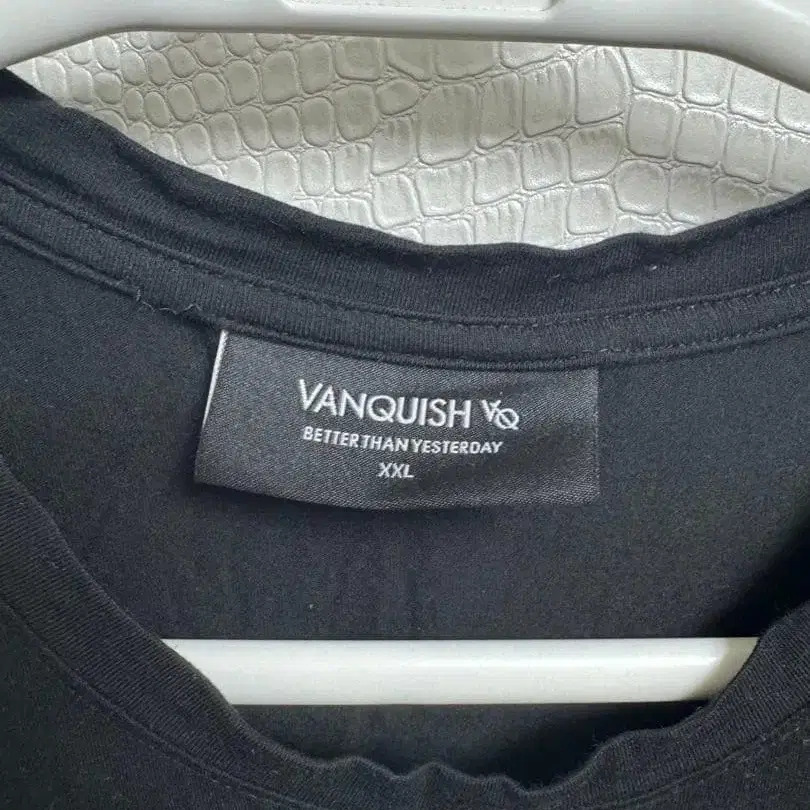 VANQUISH VQ
BETTER THAN YESTERDAY
XXL